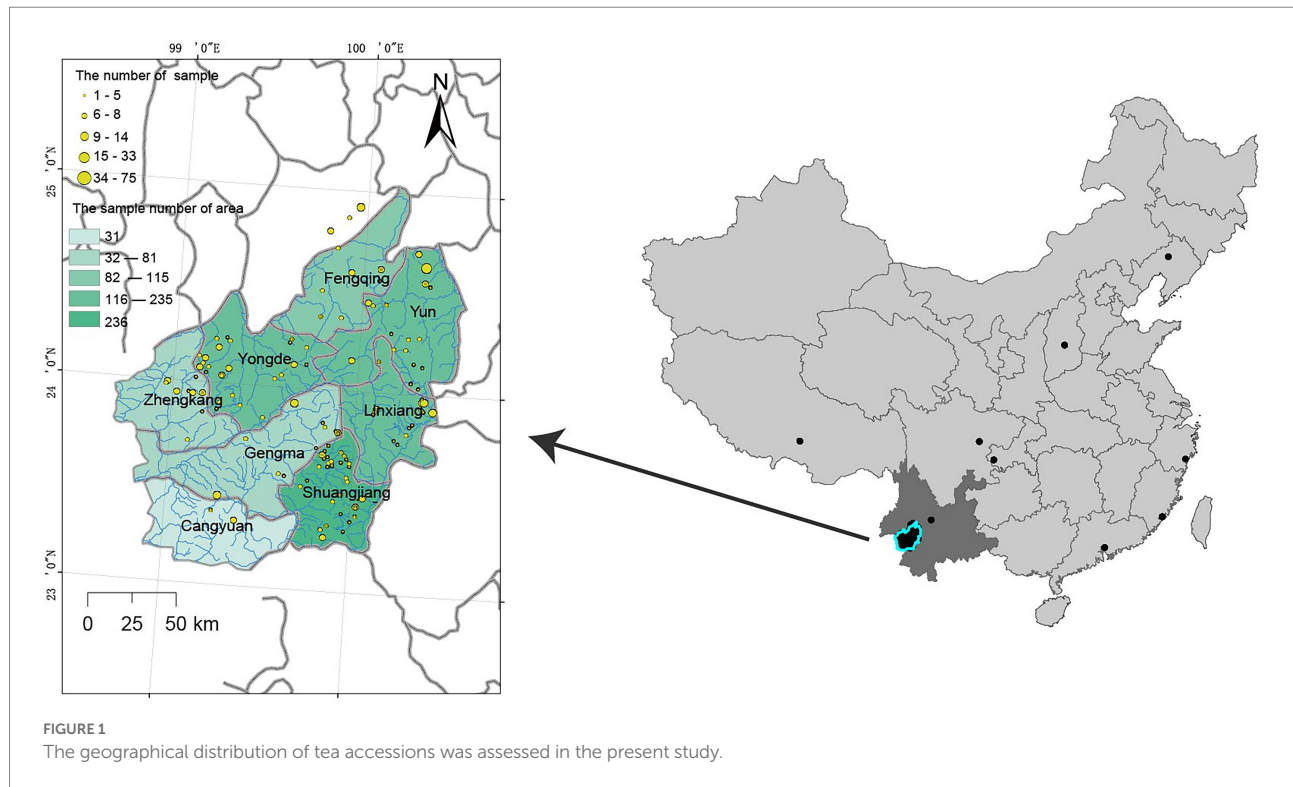 99 ′0″E
100 ′0″E
The number of sample
1 - 5
6 - 8
9 - 14
15 - 33
34 - 75
N
25 ′0″N
The sample number of area
31
32 — 81
82 — 115
116 — 235
236
Fengqing
Yun
Yongde
24 ′0″N
Zhengkang
Linxiang
Gengma
Shuangjiang
Cangyuan
23 ′0″N
0 25 50 km
FIGURE 1
The geographical distribution of tea accessions was assessed in the present study.